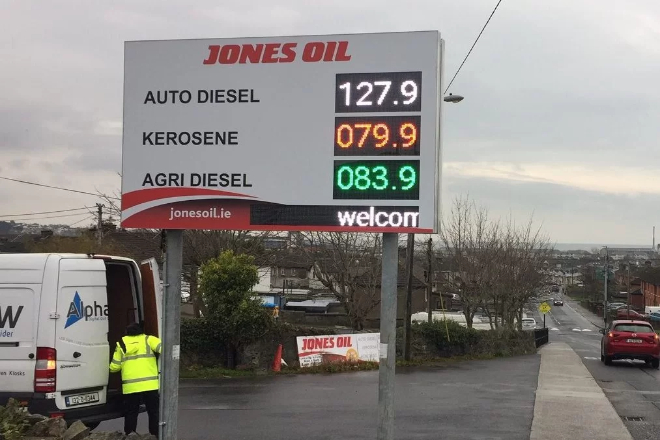 JONES OIL
AUTO DIESEL 127.9
KEROSENE 079.9
AGRI DIESEL 083.9
jonesoil.ie
welcom
Alpha
JONES OIL